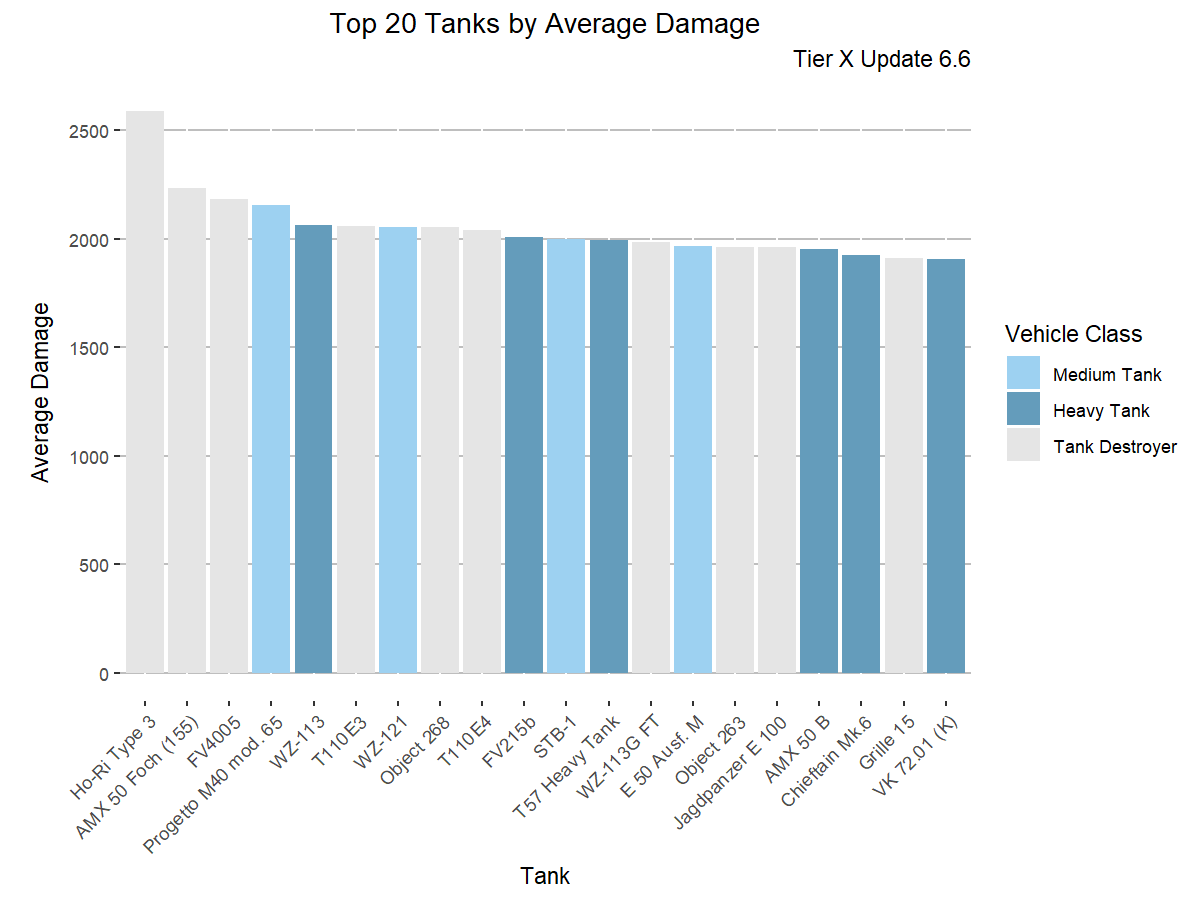 Top 20 Tanks by Average Damage
Tier X Update 6.6
Average Damage
2500
2000
1500
1000
500
0
Ho-Ri Type 3
AMX 50 Foch (155)
FV4005
Progetto M40 mod. 65
WZ-113
T110E3
WZ-121
Object 268
T110E4
FV215b
STB-1
T57 Heavy Tank
WZ-113G FT
E 50 Ausf. M
Object 263
Jagdpanzer E 100
AMX 50 B
Chieftain Mk.6
Grille 15
VK 72.01 (K)
Tank
Vehicle Class
Medium Tank
Heavy Tank
Tank Destroyer